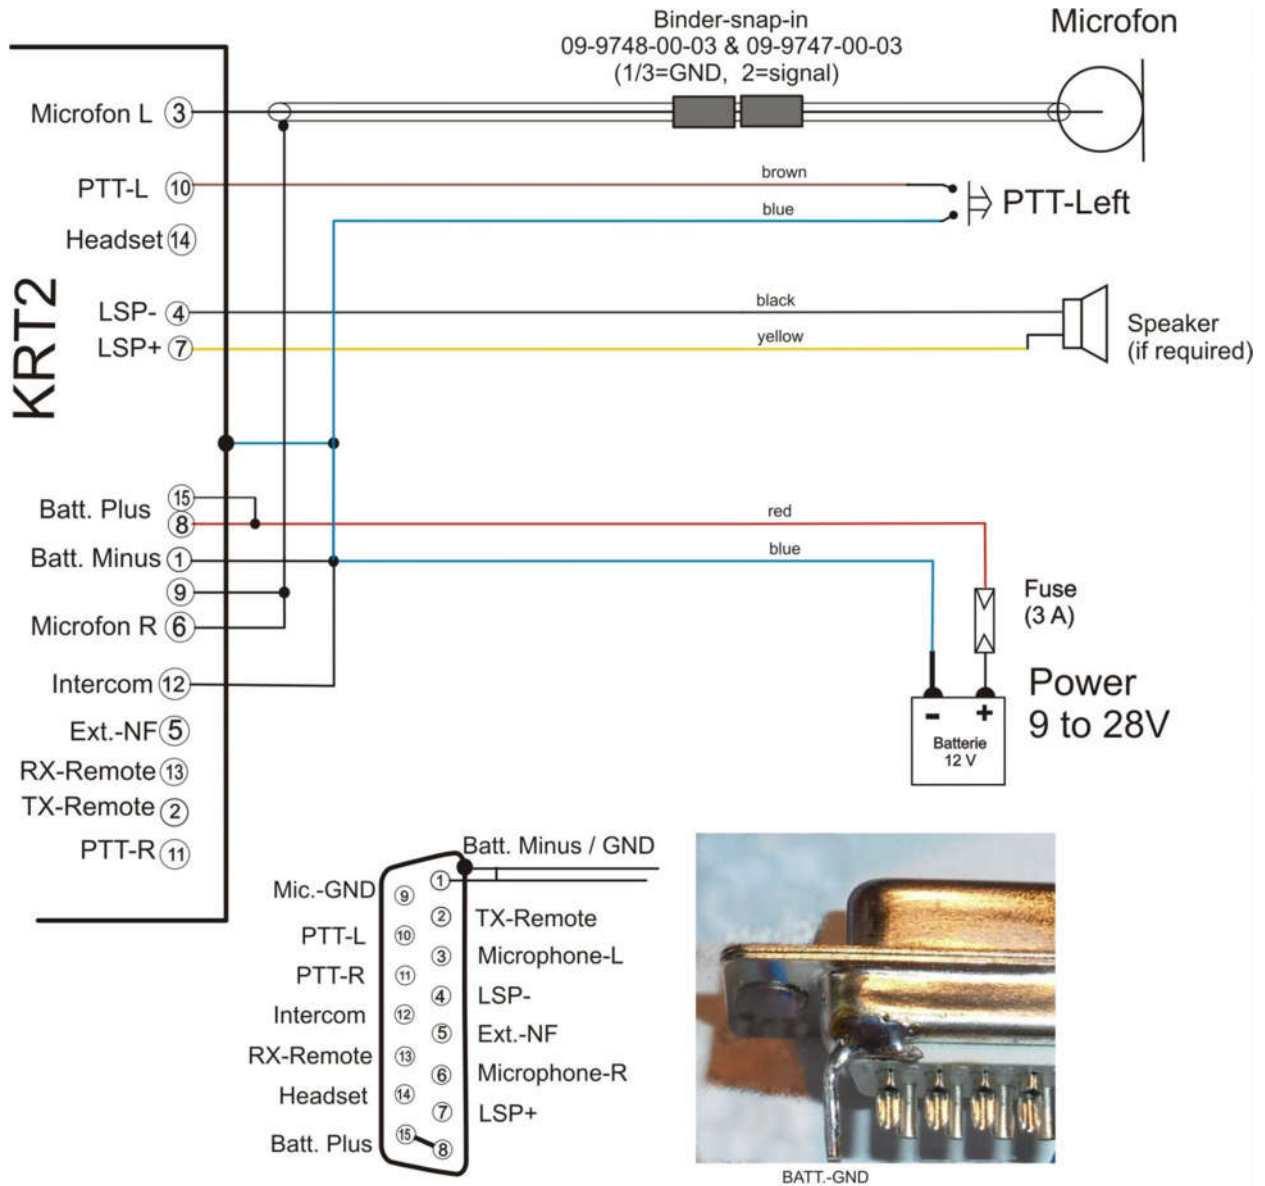 Binder-snap-in
09-9748-00-03 & 09-9747-00-03
(1/3=GND, 2=signal)
Microfon
KRT2
Microfon L 3
PTT-L 10
brown
blue
PTT-Left
Headset 14
LSP- 4
black
LSP+ 7
yellow
Speaker
(if required)
Batt. Plus 15
8
red
Batt. Minus 1
blue
9
Microfon R 6
Fuse
(3 A)
Intercom 12
Power
9 to 28V
- +
Batterie
12 V
Ext.-NF 5
RX-Remote 13
TX-Remote 2
PTT-R 11
Batt. Minus / GND
1
Mic.-GND 9
2 TX-Remote
PTT-L 10
3 Microphone-L
PTT-R 11
4 LSP-
Intercom 12
5 Ext.-NF
RX-Remote 13
6 Microphone-R
Headset 14
7 LSP+
Batt. Plus 15
8
BATT.-GND